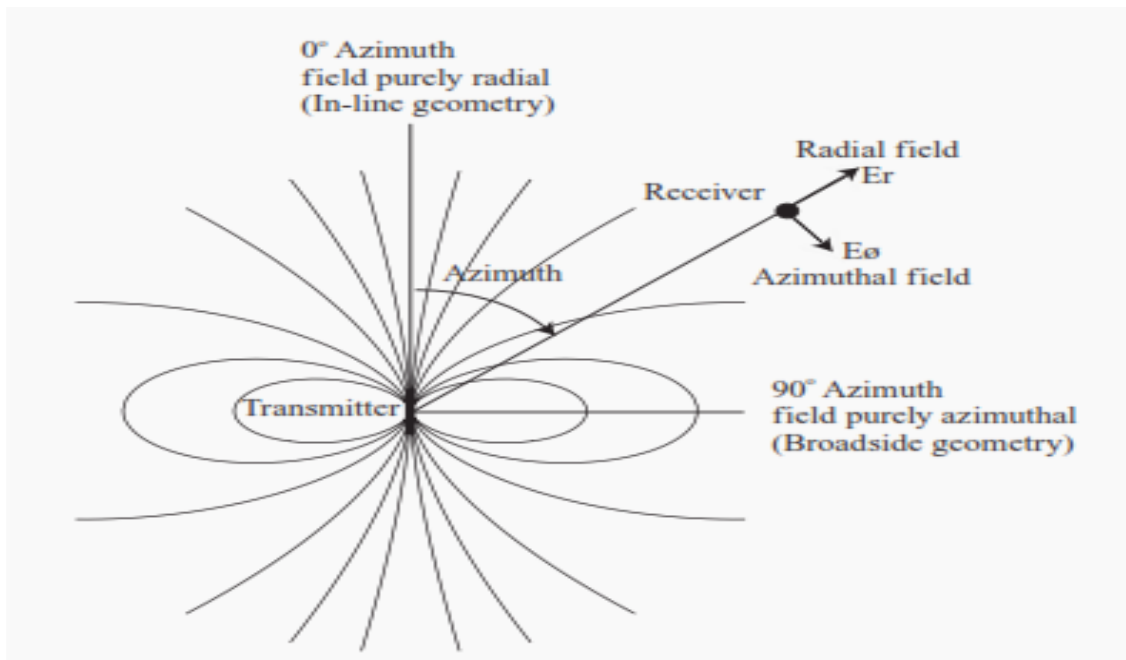 0° Azimuth
field purely radial
(In-line geometry)
Radial field
Er
Receiver
Eø
Azimuthal field
Azimuth
Transmitter
90° Azimuth
field purely azimuthal
(Broadside geometry)